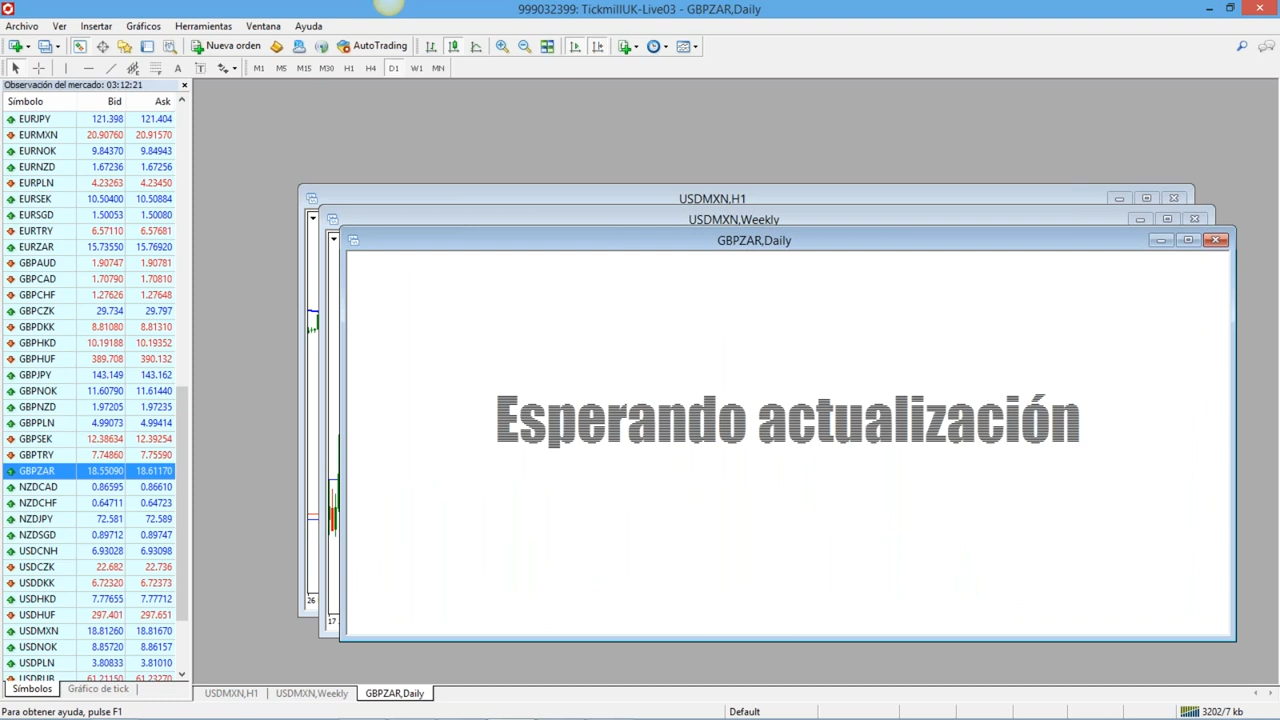 999032399: TickmillUK-Live03 - GBPZAR,Daily
Archivo Ver Insertar Gráficos Herramientas Ventana Ayuda
Nueva orden AutoTrading
A T M1 M5 M15 M30 H1 H4 D1 W1 MN
Observación del mercado: 03:12:21
Símbolo Bid Ask
EURJPY 121.398 121.404
EURMXN 20.90760 20.91570
EURNOK 9.84370 9.84943
EURNZD 1.67236 1.67256
EURPLN 4.23263 4.23450
EURSEK 10.50400 10.50884
EURSGD 1.50053 1.50080
EURTRY 6.57110 6.57681
EURZAR 15.73550 15.76920
GBPAUD 1.90747 1.90781
GBPCAD 1.70790 1.70810
GBPCHF 1.27626 1.27648
GBPCZK 29.734 29.797
GBPDKK 8.81080 8.81310
GBPHKD 10.19188 10.19352
GBPHUF 389.708 390.132
GBPJPY 143.149 143.162
GBPNOK 11.60790 11.61440
GBPNZD 1.97205 1.97235
GBPPLN 4.99073 4.99414
GBPSEK 12.38634 12.39254
GBPTRY 7.74860 7.75590
GBPZAR 18.55090 18.61170
NZDCAD 0.86595 0.86610
NZDCHF 0.64711 0.64723
NZDJPY 72.581 72.589
NZDSGD 0.89712 0.89747
USDCNH 6.93028 6.93098
USDCZK 22.682 22.736
USDDKK 6.72320 6.72373
USDHKD 7.77655 7.77712
USDHUF 297.401 297.651
USDMXN 18.81260 18.81670
USDNOK 8.85720 8.86157
USDPLN 3.80833 3.81010
USDRUB 61.21150 61.23270
Símbolos Gráfico de tick
USDMXN,H1
USDMXN,Weekly
GBPZAR,Daily
Esperando actualización
26
17
USDMXN,H1 USDMXN,Weekly GBPZAR,Daily
Para obtener ayuda, pulse F1 Default 3202/7 kb